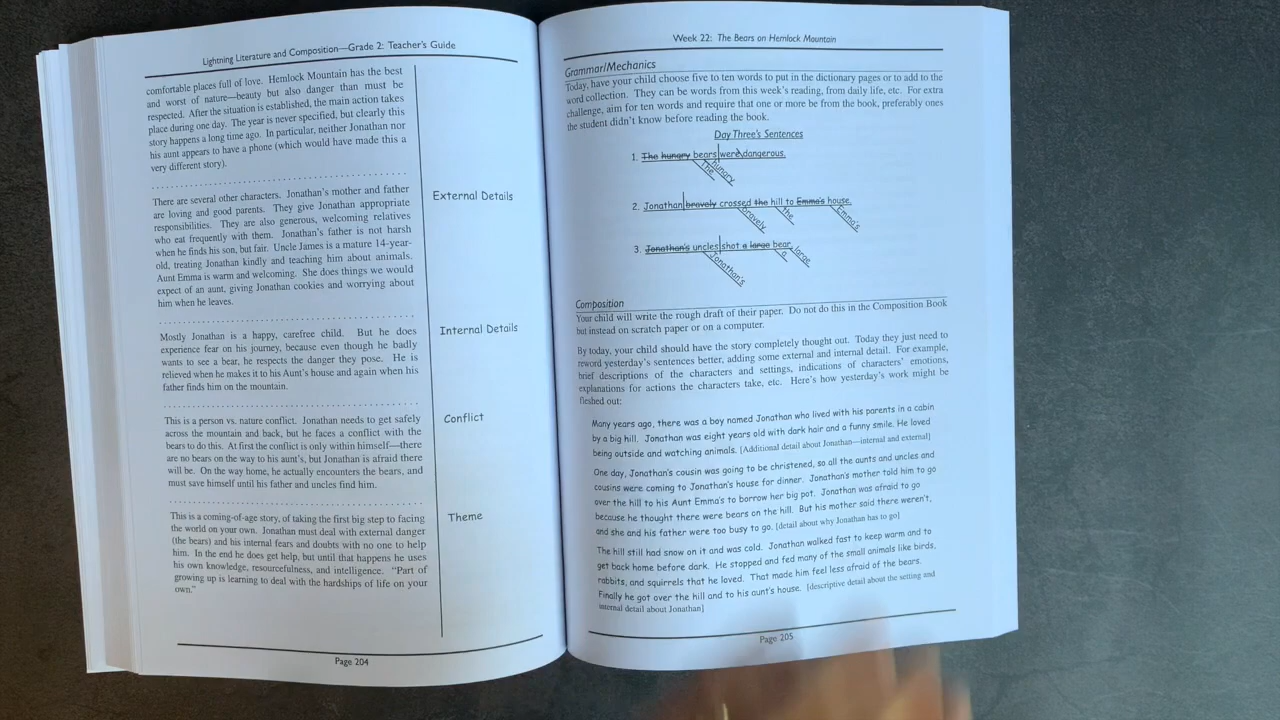 Lightning Literature and Composition—Grade 2: Teacher's Guide
comfortable places full of love. Hemlock Mountain has the best
and worst of nature—beauty but also danger than must be
respected. After the situation is established, the main action takes
place during one day. The year is never specified, but clearly this
story happens a long time ago. In particular, neither Jonathan nor
his aunt appears to have a phone (which would have made this a
very different story).
There are several other characters. Jonathan's mother and father
are loving and good parents. They give Jonathan appropriate
responsibilities. They are also generous, welcoming relatives
who eat frequently with them. Jonathan's father is not harsh
when he finds his son, but fair. Uncle James is a mature 14-year-
old, treating Jonathan kindly and teaching him about animals.
Aunt Emma is warm and welcoming. She does things we would
expect of an aunt, giving Jonathan cookies and worrying about
him when he leaves.
External Details
Mostly Jonathan is a happy, carefree child. But he does
experience fear on his journey, because even though he badly
wants to see a bear, he respects the danger they pose. He is
relieved when he makes it to his Aunt's house and again when his
father finds him on the mountain.
Internal Details
This is a person vs. nature conflict. Jonathan needs to get safely
across the mountain and back, but he faces a conflict with the
bears to do this. At first the conflict is only within himself—there
are no bears on the way to his aunt's, but Jonathan is afraid there
will be. On the way home, he actually encounters the bears, and
must save himself until his father and uncles find him.
Conflict
This is a coming-of-age story, of taking the first big step to facing
the world on your own. Jonathan must deal with external danger
(the bears) and his internal fears and doubts with no one to help
him. In the end he does get help, but until that happens he uses
his own knowledge, resourcefulness, and intelligence. "Part of
growing up is learning to deal with the hardships of life on your
own."
Theme
Page 204
Week 22: The Bears on Hemlock Mountain
Grammar/Mechanics
Today, have your child choose five to ten words to put in the dictionary pages or to add to the
word collection. They can be words from this week's reading, from daily life, etc. For extra
challenge, aim for ten words and require that one or more be from the book, preferably ones
the student didn't know before reading the book.
Day Three's Sentences
1. The hungry bears were dangerous.
The hungry
2. Jonathan bravely crossed the hill to Emma's house.
bravely the Emma's
3. Jonathan's uncles shot a large bear.
Jonathan's a large
Composition
Your child will write the rough draft of their paper. Do not do this in the Composition Book
but instead on scratch paper or on a computer.
By today, your child should have the story completely thought out. Today they just need to
reword yesterday's sentences better, adding some external and internal detail. For example,
brief descriptions of the characters and settings, indications of characters' emotions,
explanations for actions the characters take, etc. Here's how yesterday's work might be
fleshed out:
Many years ago, there was a boy named Jonathan who lived with his parents in a cabin
by a big hill. Jonathan was eight years old with dark hair and a funny smile. He loved
being outside and watching animals. [Additional detail about Jonathan—internal and external]
One day, Jonathan's cousin was going to be christened, so all the aunts and uncles and
cousins were coming to Jonathan's house for dinner. Jonathan's mother told him to go
over the hill to his Aunt Emma's to borrow her big pot. Jonathan was afraid to go
because he thought there were bears on the hill. But his mother said there weren't,
and she and his father were too busy to go. [detail about why Jonathan has to go]
The hill still had snow on it and was cold. Jonathan walked fast to keep warm and to
get back home before dark. He stopped and fed many of the small animals like birds,
rabbits, and squirrels that he loved. That made him feel less afraid of the bears.
Finally he got over the hill and to his aunt's house. [descriptive detail about the setting and
internal detail about Jonathan]
Page 205